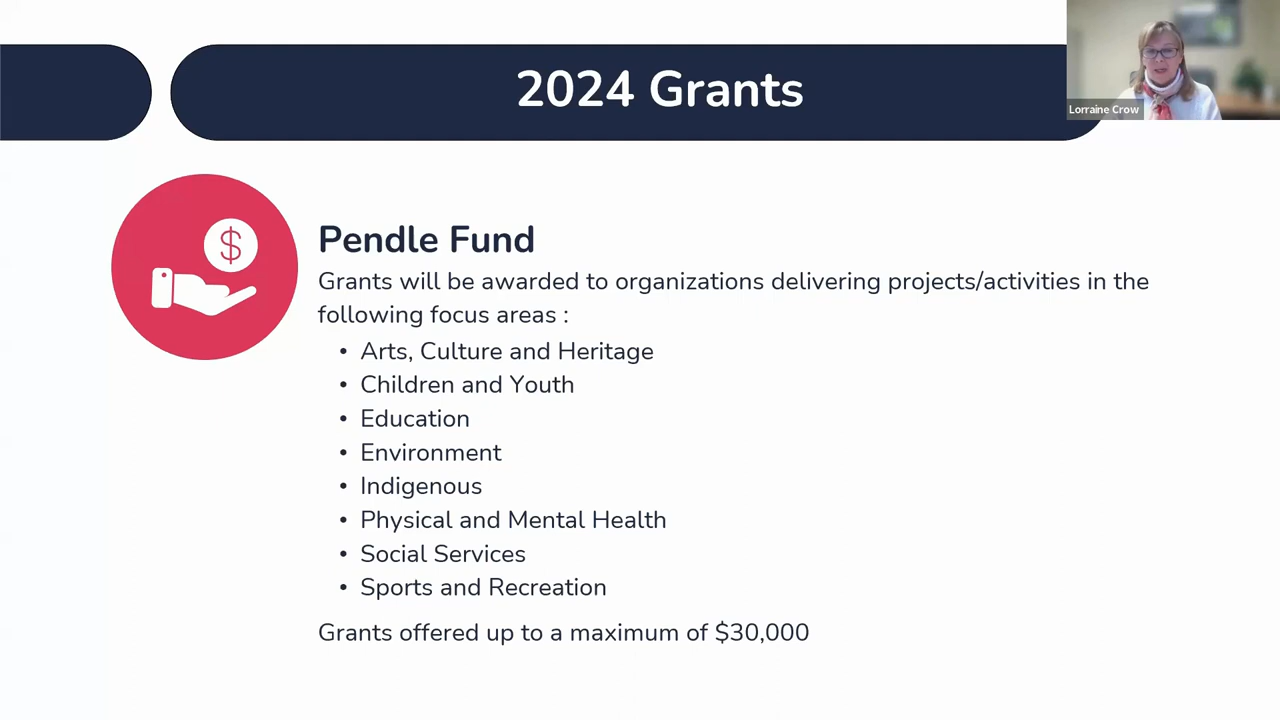 2024 Grants
Lorraine Crow
$
Pendle Fund
Grants will be awarded to organizations delivering projects/activities in the
following focus areas :
• Arts, Culture and Heritage
• Children and Youth
• Education
• Environment
• Indigenous
• Physical and Mental Health
• Social Services
• Sports and Recreation
Grants offered up to a maximum of $30,000